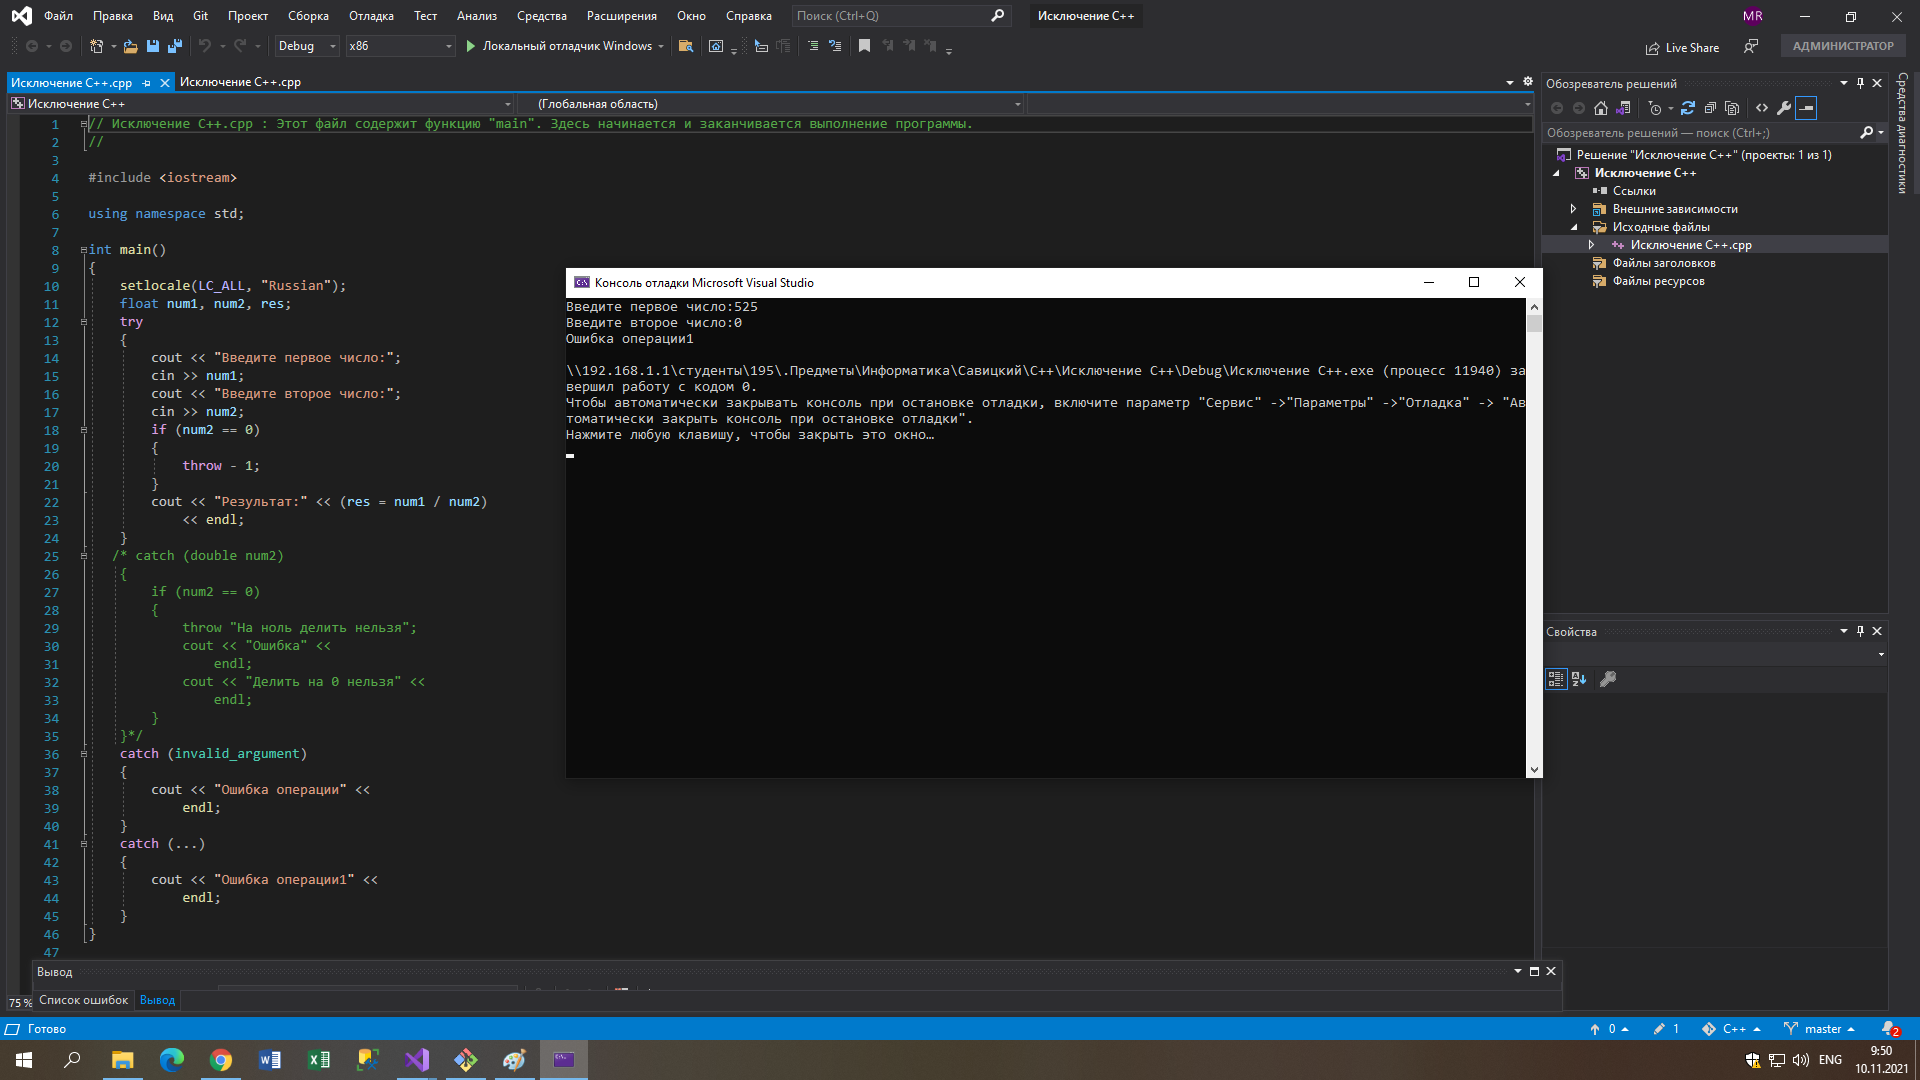 Файл Правка Вид Git Проект Сборка Отладка Тест Анализ Средства Расширения Окно Справка Поиск (Ctrl+Q) Исключение C++ MR
Debug x86 Локальный отладчик Windows Live Share АДМИНИСТРАТОР
Исключение C++.cpp Исключение C++.cpp
Исключение C++ (Глобальная область)
1 // Исключение C++.cpp : Этот файл содержит функцию "main". Здесь начинается и заканчивается выполнение программы.
2 //
3
4 #include <iostream>
5
6 using namespace std;
7
8 int main()
9 {
10 setlocale(LC_ALL, "Russian");
11 float num1, num2, res;
12 try
13 {
14 cout << "Введите первое число:";
15 cin >> num1;
16 cout << "Введите второе число:";
17 cin >> num2;
18 if (num2 == 0)
19 {
20 throw - 1;
21 }
22 cout << "Результат:" << (res = num1 / num2)
23 << endl;
24 }
25 /* catch (double num2)
26 {
27 if (num2 == 0)
28 {
29 throw "На ноль делить нельзя";
30 cout << "Ошибка" <<
31 endl;
32 cout << "Делить на 0 нельзя" <<
33 endl;
34 }
35 }*/
36 catch (invalid_argument)
37 {
38 cout << "Ошибка операции" <<
39 endl;
40 }
41 catch (...)
42 {
43 cout << "Ошибка операции1" <<
44 endl;
45 }
46 }
47
Консоль отладки Microsoft Visual Studio
Введите первое число:525
Введите второе число:0
Ошибка операции1
\\192.168.1.1\студенты\195\.Предметы\Информатика\Савицкий\C++\Исключение C++\Debug\Исключение C++.exe (процесс 11940) за
вершил работу с кодом 0.
Чтобы автоматически закрывать консоль при остановке отладки, включите параметр "Сервис" ->"Параметры" ->"Отладка" -> "Ав
томатически закрыть консоль при остановке отладки".
Нажмите любую клавишу, чтобы закрыть это окно…
Обозреватель решений
Обозреватель решений — поиск (Ctrl+;)
Решение "Исключение C++" (проекты: 1 из 1)
Исключение C++
Ссылки
Внешние зависимости
Исходные файлы
Исключение C++.cpp
Файлы заголовков
Файлы ресурсов
Свойства
Средства диагностики
Вывод
75 % Список ошибок Вывод
Готово 0 1 C++ master 2
ENG 9:50
10.11.2021